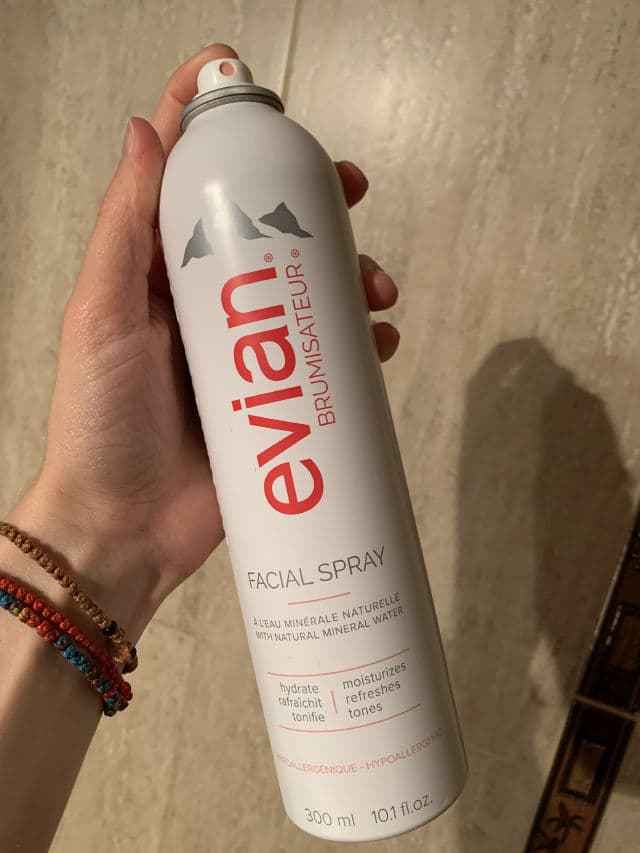 evian®
BRUMISATEUR®
FACIAL SPRAY
À L'EAU MINÉRALE NATURELLE
WITH NATURAL MINERAL WATER
hydrate
rafraîchit
tonifie
moisturizes
refreshes
tones
HYPOALLERGÉNIQUE - HYPOALLERGENIC
300 ml 10.1 fl.oz.